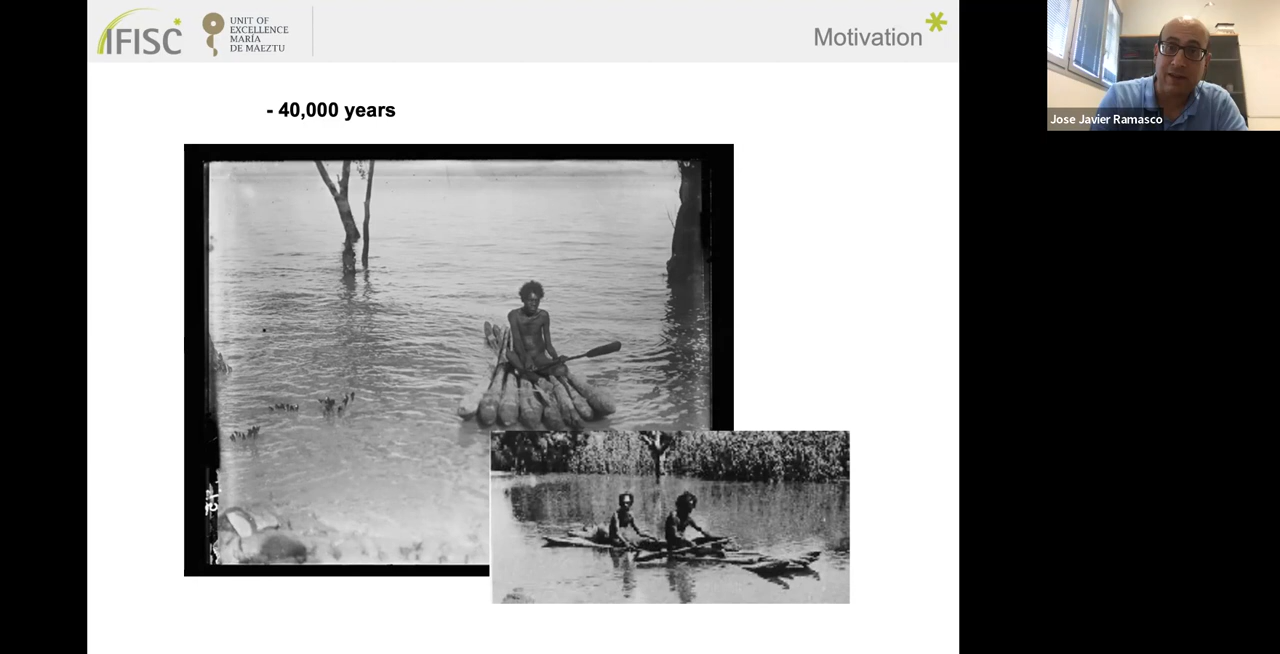 IFISC
UNIT OF
EXCELLENCE
MARÍA
DE MAEZTU
Motivation
- 40,000 years
Jose Javier Ramasco